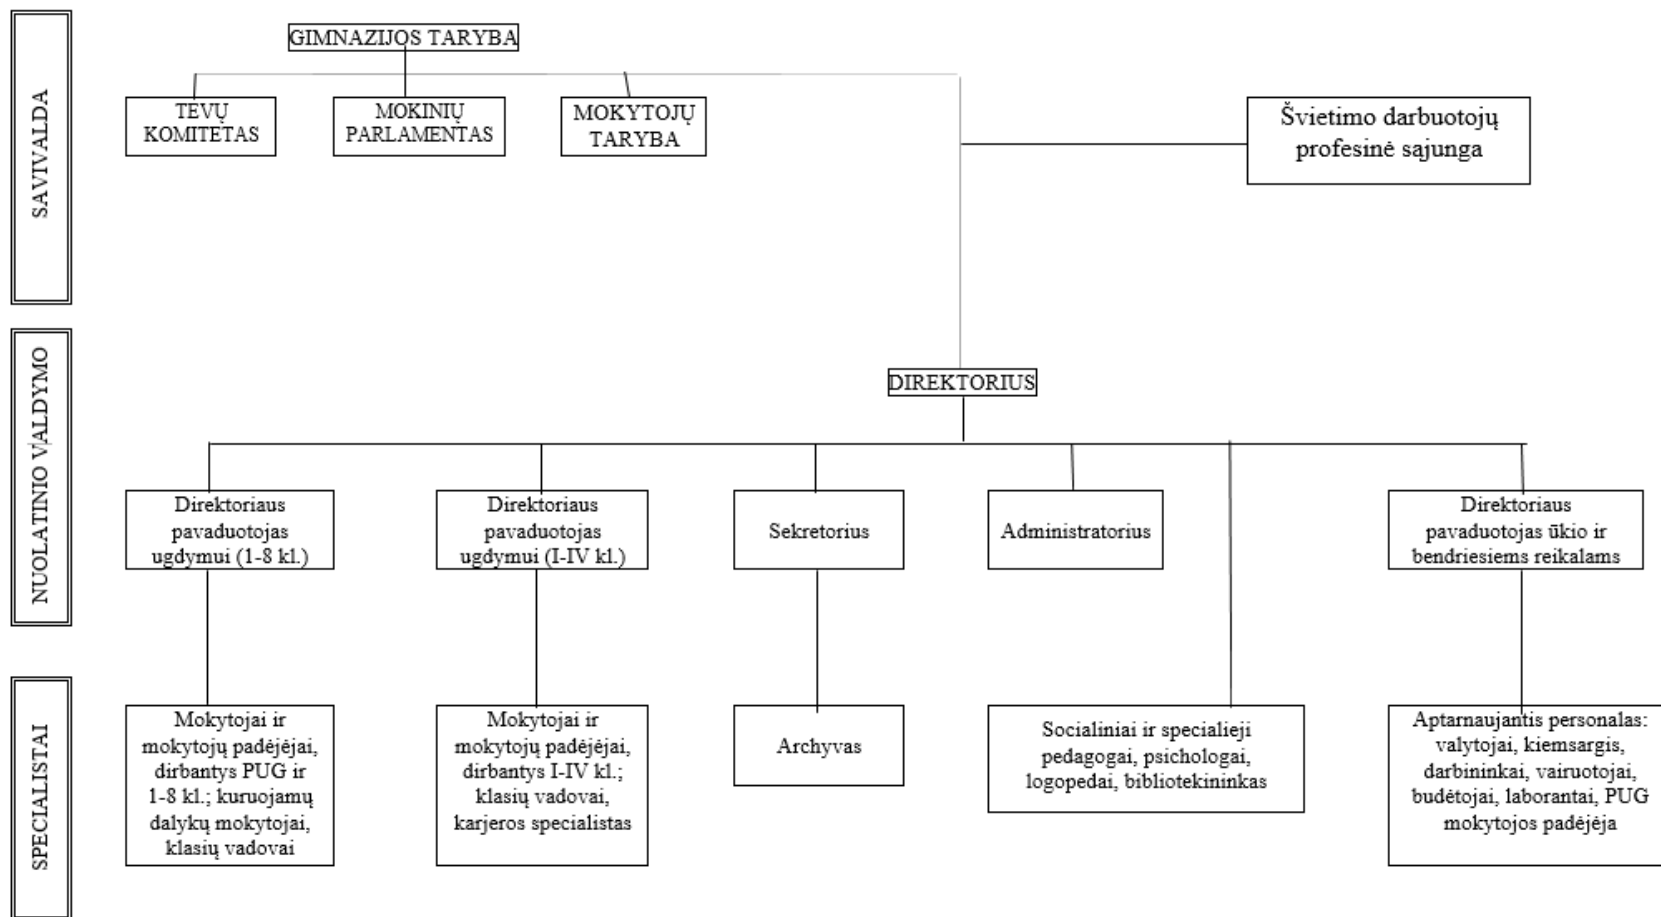 SAVIVALDA
GIMNAZIJOS TARYBA
TĖVŲ
KOMITETAS
MOKINIŲ
PARLAMENTAS
MOKYTOJŲ
TARYBA
Švietimo darbuotojų
profesinė sąjunga
NUOLATINIO VALDYMO
DIREKTORIUS
Direktoriaus
pavaduotojas
ugdymui (1-8 kl.)
Direktoriaus
pavaduotojas
ugdymui (I-IV kl.)
Sekretorius
Administratorius
Direktoriaus
pavaduotojas ūkio ir
bendriesiems reikalams
SPECIALISTAI
Mokytojai ir
mokytojų padėjėjai,
dirbantys PUG ir
1-8 kl.; kuruojamų
dalykų mokytojai,
klasių vadovai
Mokytojai ir
mokytojų padėjėjai,
dirbantys I-IV kl.;
klasių vadovai,
karjeros specialistas
Archyvas
Socialiniai ir specialieji
pedagogai, psichologai,
logopedai, bibliotekininkas
Aptarnaujantis personalas:
valytojai, kiemsargis,
darbininkai, vairuotojai,
budėtojai, laborantai, PUG
mokytojos padėjėja